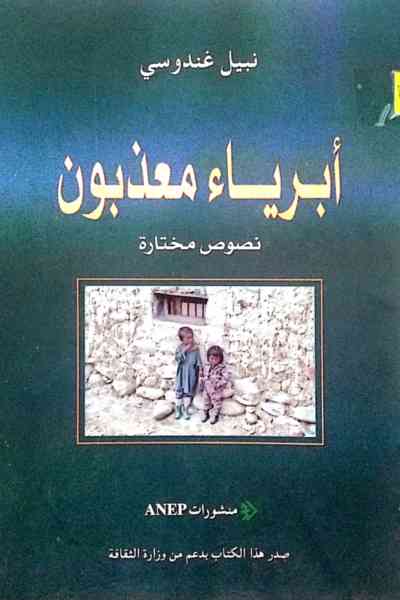 نبيل غندوسي
أبرياء معذبون
نصوص مختارة
منشورات ANEP
صدر هذا الكتاب بدعم من وزارة الثقافة